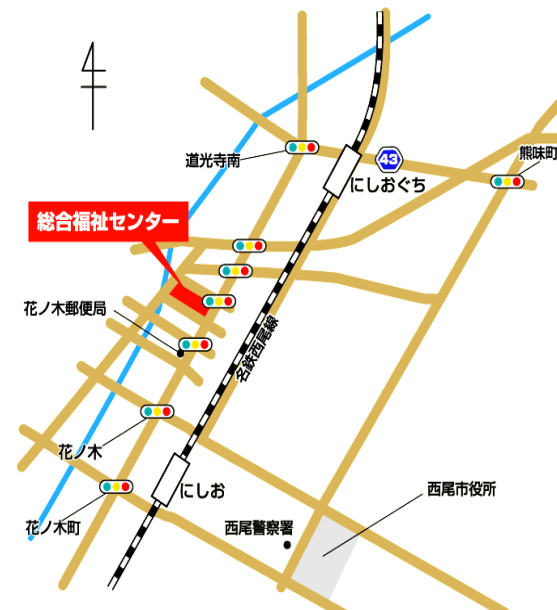 道光寺南
43
熊味町
にしおぐち
総合福祉センター
花ノ木郵便局
名鉄西尾線
花ノ木
にしお
西尾市役所
花ノ木町
西尾警察署